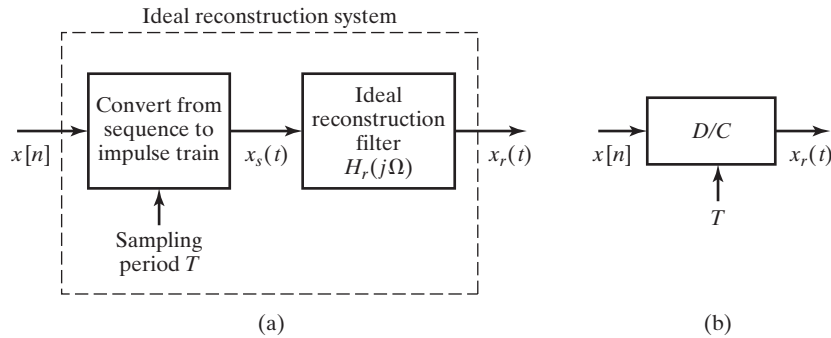 Ideal reconstruction system
Convert from
sequence to
impulse train
Ideal
reconstruction
filter
H_r(jΩ)
x[n]
x_s(t)
x_r(t)
Sampling
period T
(a)
D/C
x[n]
x_r(t)
T
(b)